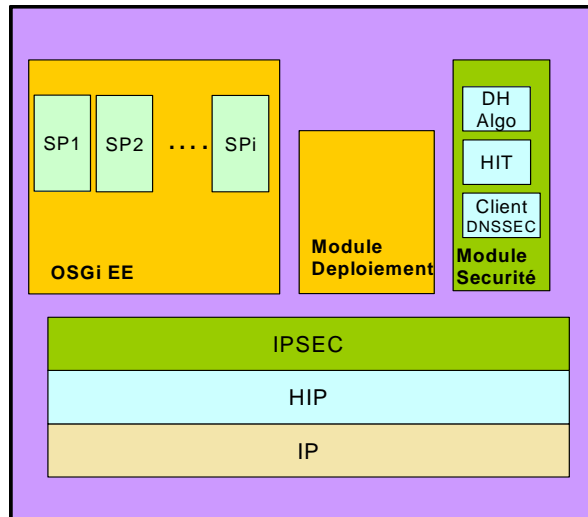 SP1 SP2 .... SPi
OSGi EE
Module
Deploiement
DH
Algo
HIT
Client
DNSSEC
Module
Securité
IPSEC
HIP
IP